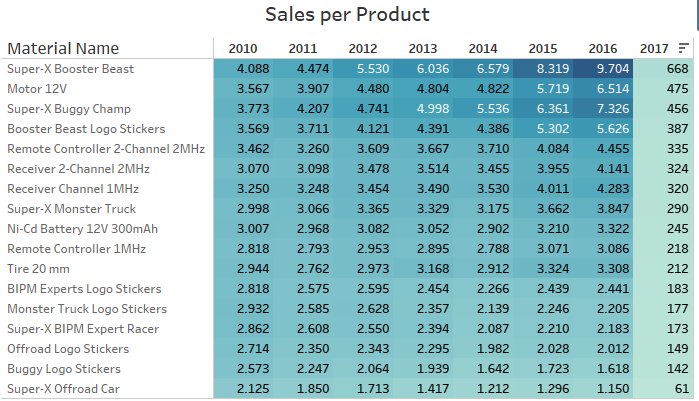 Sales per Product
Material Name 2010 2011 2012 2013 2014 2015 2016 2017
Super-X Booster Beast 4.088 4.474 5.530 6.036 6.579 8.319 9.704 668
Motor 12V 3.567 3.907 4.480 4.804 4.822 5.719 6.514 475
Super-X Buggy Champ 3.773 4.207 4.741 4.998 5.536 6.361 7.326 456
Booster Beast Logo Stickers 3.569 3.711 4.121 4.391 4.386 5.302 5.626 387
Remote Controller 2-Channel 2MHz 3.462 3.260 3.609 3.667 3.710 4.084 4.455 335
Receiver 2-Channel 2MHz 3.070 3.098 3.478 3.514 3.455 3.955 4.141 324
Receiver Channel 1MHz 3.250 3.248 3.454 3.490 3.530 4.011 4.283 320
Super-X Monster Truck 2.998 3.066 3.365 3.329 3.175 3.662 3.847 290
Ni-Cd Battery 12V 300mAh 3.007 2.968 3.082 3.052 2.902 3.210 3.322 245
Remote Controller 1MHz 2.818 2.793 2.953 2.895 2.788 3.071 3.086 218
Tire 20 mm 2.944 2.762 2.973 3.168 2.912 3.324 3.308 212
BIPM Experts Logo Stickers 2.818 2.575 2.595 2.454 2.266 2.439 2.441 183
Monster Truck Logo Stickers 2.932 2.585 2.628 2.357 2.139 2.246 2.205 177
Super-X BIPM Expert Racer 2.862 2.608 2.550 2.394 2.087 2.210 2.183 173
Offroad Logo Stickers 2.714 2.350 2.343 2.295 1.982 2.028 2.012 149
Buggy Logo Stickers 2.573 2.247 2.064 1.939 1.642 1.723 1.618 142
Super-X Offroad Car 2.125 1.850 1.713 1.417 1.212 1.296 1.150 61